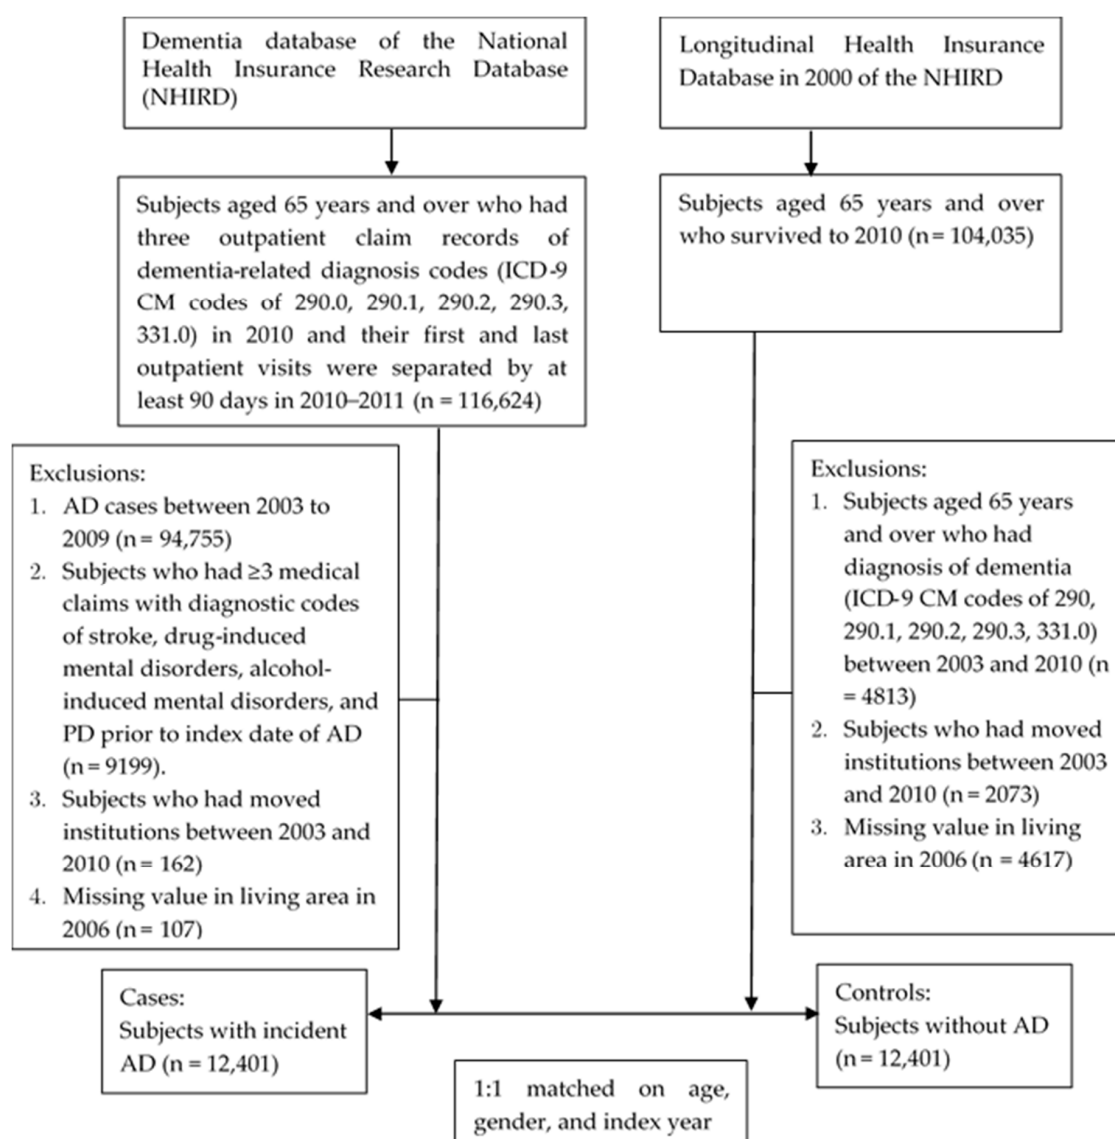 Dementia database of the National
Health Insurance Research Database
(NHIRD)
Longitudinal Health Insurance
Database in 2000 of the NHIRD
Subjects aged 65 years and over who had
three outpatient claim records of
dementia-related diagnosis codes (ICD-9
CM codes of 290.0, 290.1, 290.2, 290.3,
331.0) in 2010 and their first and last
outpatient visits were separated by at
least 90 days in 2010–2011 (n = 116,624)
Subjects aged 65 years and over
who survived to 2010 (n = 104,035)
Exclusions:
1. AD cases between 2003 to
2009 (n = 94,755)
2. Subjects who had ≥3 medical
claims with diagnostic codes
of stroke, drug-induced
mental disorders, alcohol-
induced mental disorders, and
PD prior to index date of AD
(n = 9199).
3. Subjects who had moved
institutions between 2003 and
2010 (n = 162)
4. Missing value in living area in
2006 (n = 107)
Exclusions:
1. Subjects aged 65 years
and over who had
diagnosis of dementia
(ICD-9 CM codes of 290,
290.1, 290.2, 290.3, 331.0)
between 2003 and 2010 (n
= 4813)
2. Subjects who had moved
institutions between 2003
and 2010 (n = 2073)
3. Missing value in living
area in 2006 (n = 4617)
Cases:
Subjects with incident
AD (n = 12,401)
Controls:
Subjects without AD
(n = 12,401)
1:1 matched on age,
gender, and index year